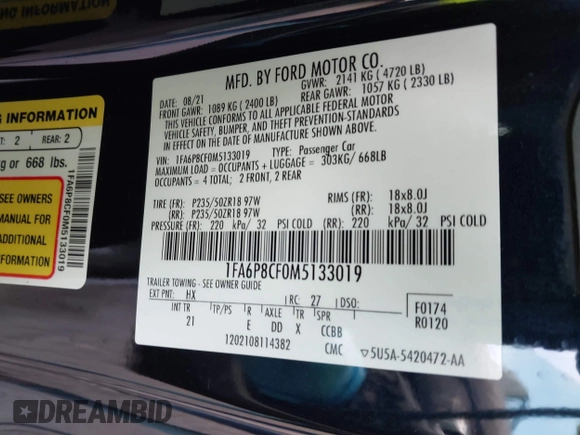 MFD. BY FORD MOTOR CO.
08/21 GVWR: 2141 KG ( 4720 LB)
FRONT GAWR: 1089 KG ( 2400 LB) REAR GAWR: 1057 KG ( 2330 LB)
THIS VEHICLE CONFORMS TO ALL APPLICABLE FEDERAL MOTOR
VEHICLE SAFETY, BUMPER, AND THEFT PREVENTION STANDARDS
IN EFFECT ON THE DATE OF MANUFACTURE SHOWN ABOVE.
VIN: 1FA6P8CF0M5133019 TYPE: Passenger Car
MAXIMUM LOAD = OCCUPANTS + LUGGAGE = 303KG/ 668LB
OCCUPANTS = 4 TOTAL; 2 FRONT, 2 REAR
TIRE (FR): P235/50ZR18 97W RIMS (FR): 18x8.0J
(RR): P235/50ZR18 97W (RR): 18x8.0J
PRESSURE (FR): 220 kPa/ 32 PSI COLD (RR): 220 kPa/ 32 PSI COLD
1FA6P8CF0M5133019
TRAILER TOWING - SEE OWNER GUIDE
EXT PNT: HX RC: 27 DSO: F0174
INT TR TP/PS R AXLE TR SPR R0120
21 E DD X CCBB
1202108114382 CMC ▽5U5A-5420472-AA
G INFORMATION
NT: 2 REAR: 2
g or 668 lbs.
SEE OWNERS
MANUAL FOR
ADDITIONAL
INFORMATION
1FA6P8CF0M5133019
DREAMBID